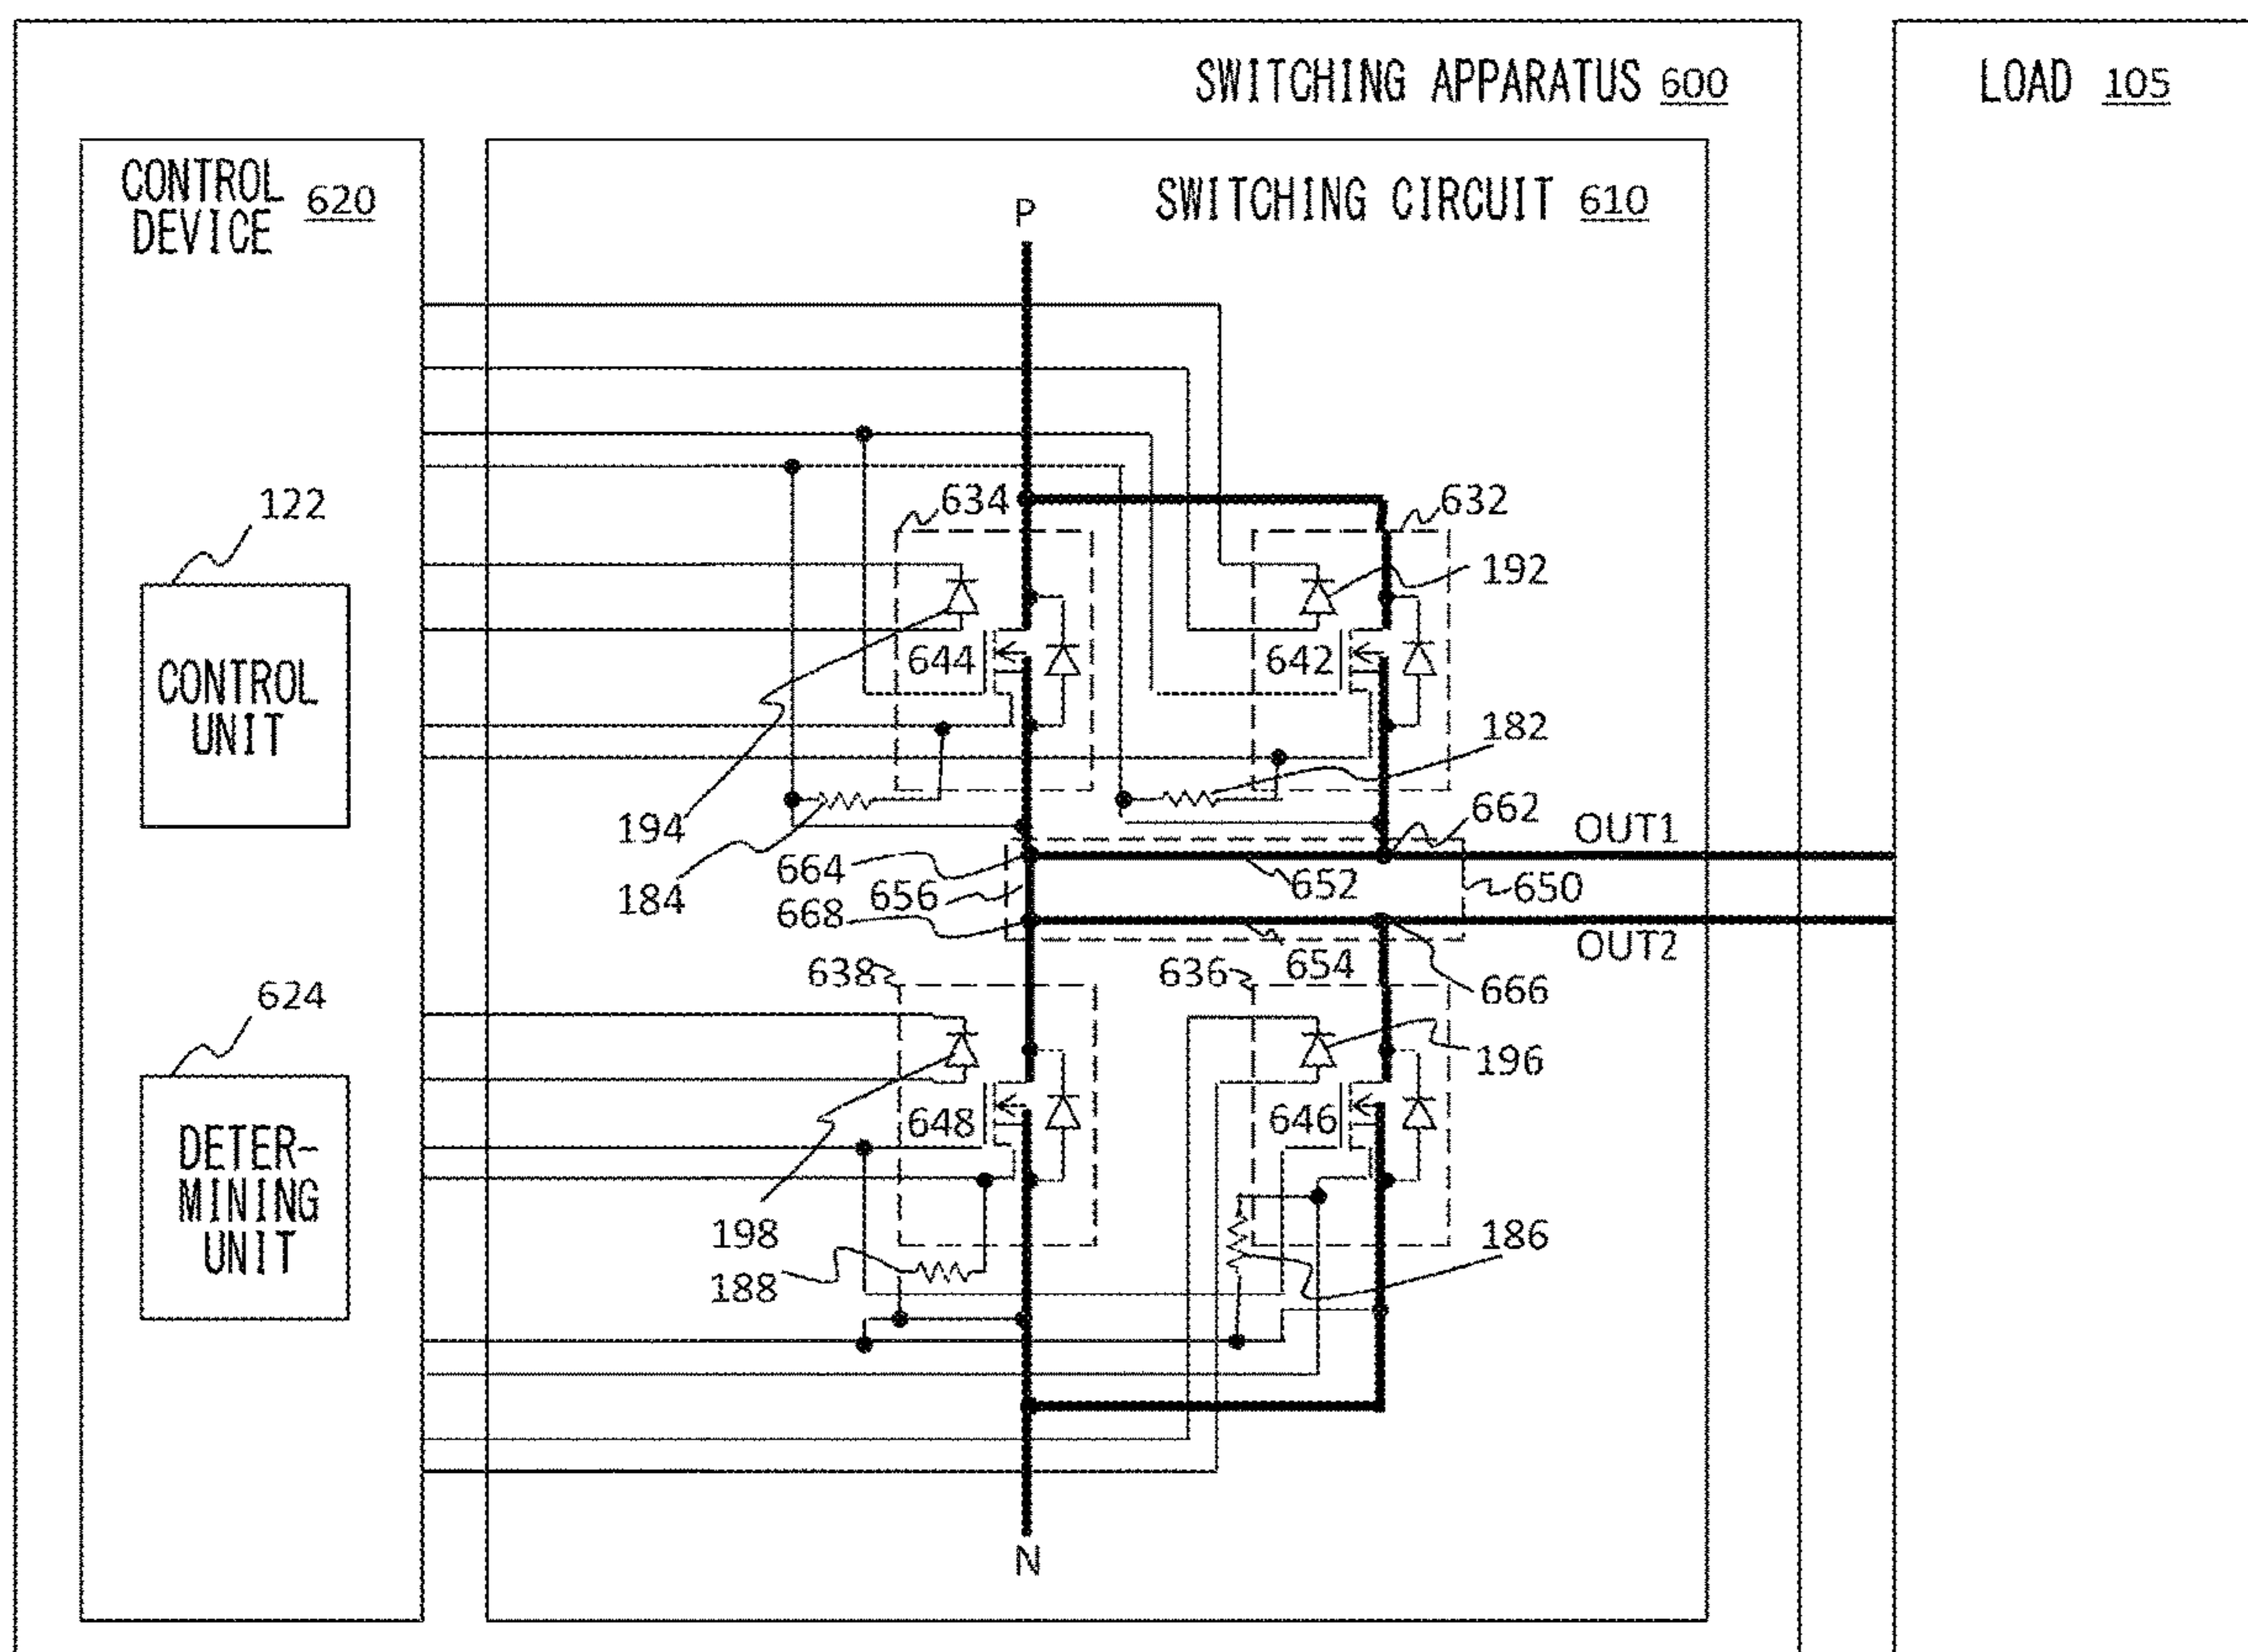 SWITCHING APPARATUS 600
LOAD 105
CONTROL
DEVICE 620
SWITCHING CIRCUIT 610
P
122
634
632
192
CONTROL
UNIT
644
642
182
194
184
662
OUT1
664
656
652
650
668
OUT2
654
638
636
666
624
196
648
646
DETER-
MINING
UNIT
198
188
186
N